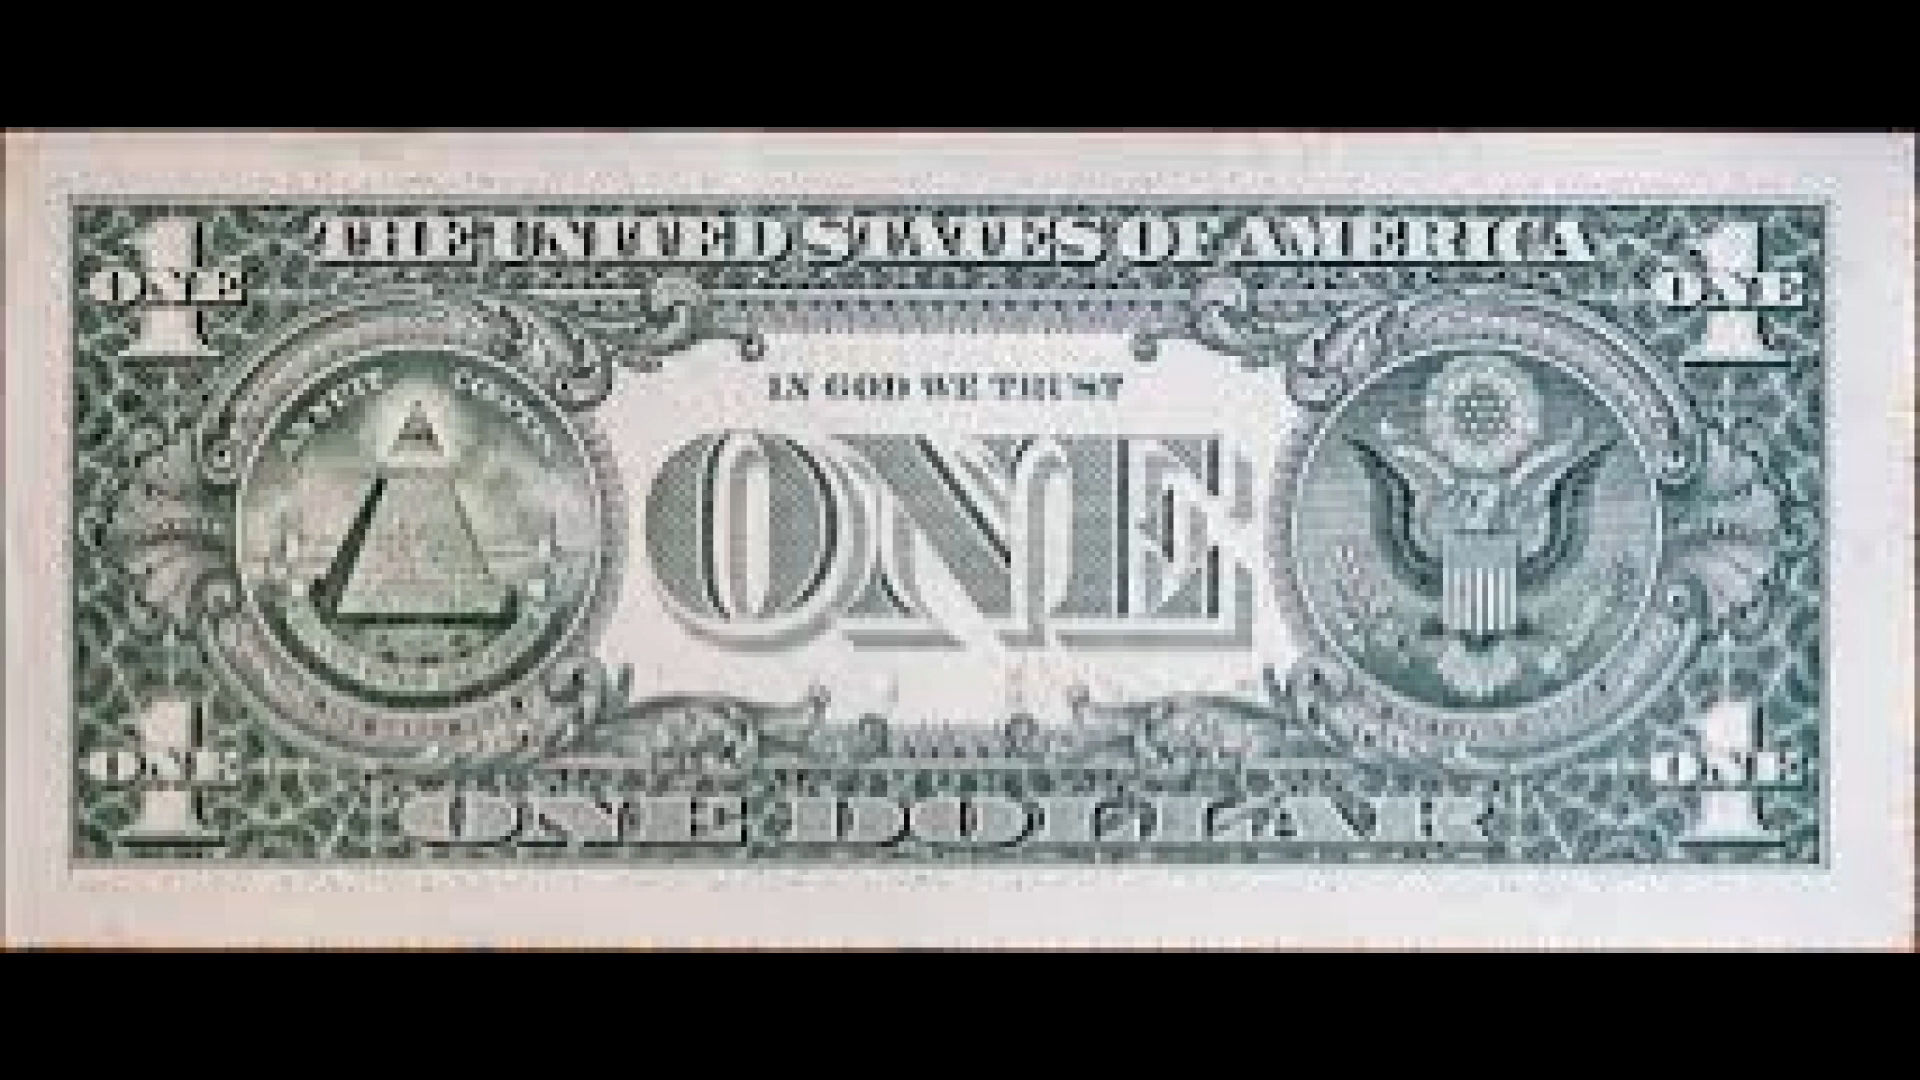 THE UNITED STATES OF AMERICA
1 ONE
1 ONE
IN GOD WE TRUST
ONE
1 ONE
1 ONE
ONE DOLLAR